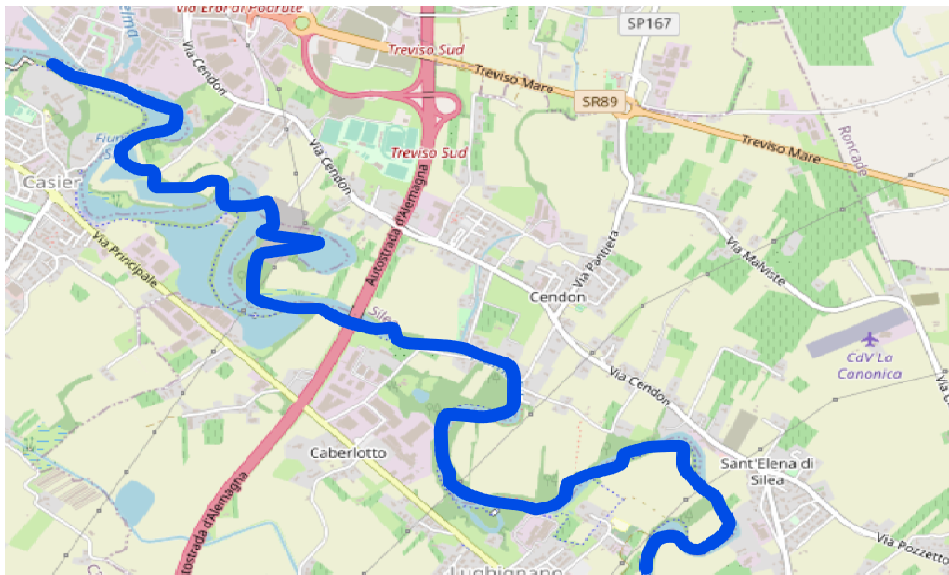 Via Eroi di Podrute
SP167
Treviso Sud
Via Cendon
Treviso Mare
SR89
Treviso Mare
Roncade
Fiume
Treviso Sud
Via Cendon
Casier
Autostrada d'Alemagna
Via Principale
Via Pantiera
Via Malviste
Cendon
Sile
CdV La
Canonica
Via Cendon
Caberlotto
Sant'Elena di
Silea
Autostrada d'Alemagna
Via Pozzetto
Lughignano